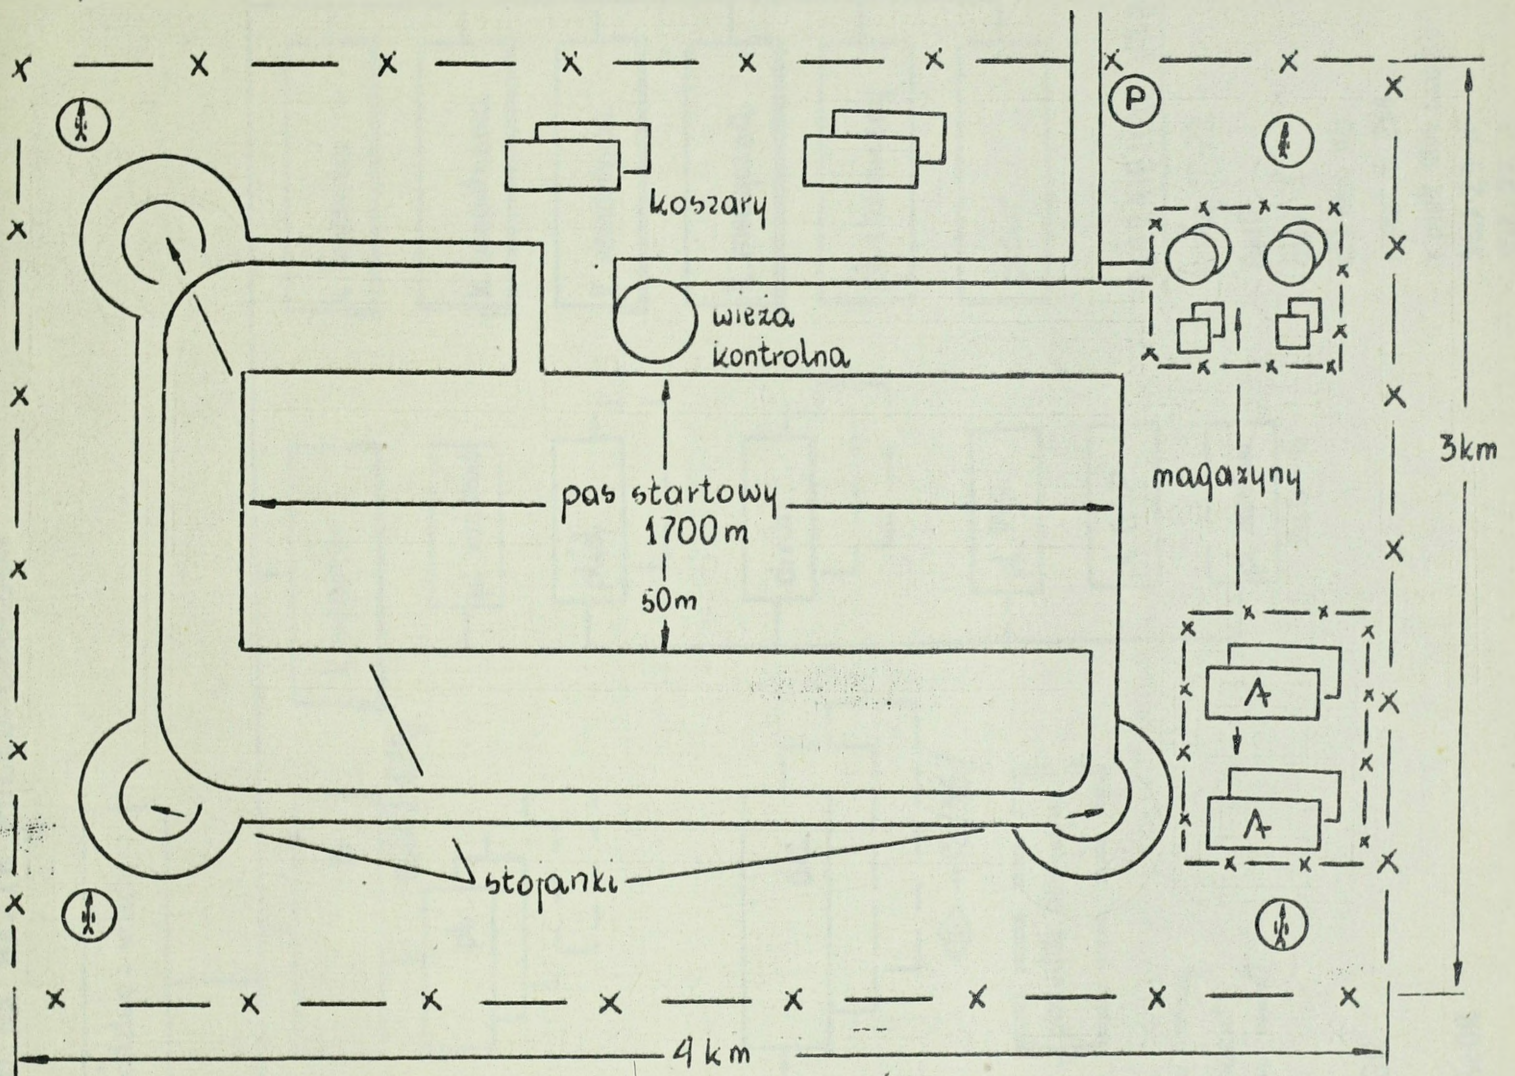 P
koszary
wieża
kontrolna
3km
magazyny
pas startowy
1700m
50m
A
A
stojanki
4km